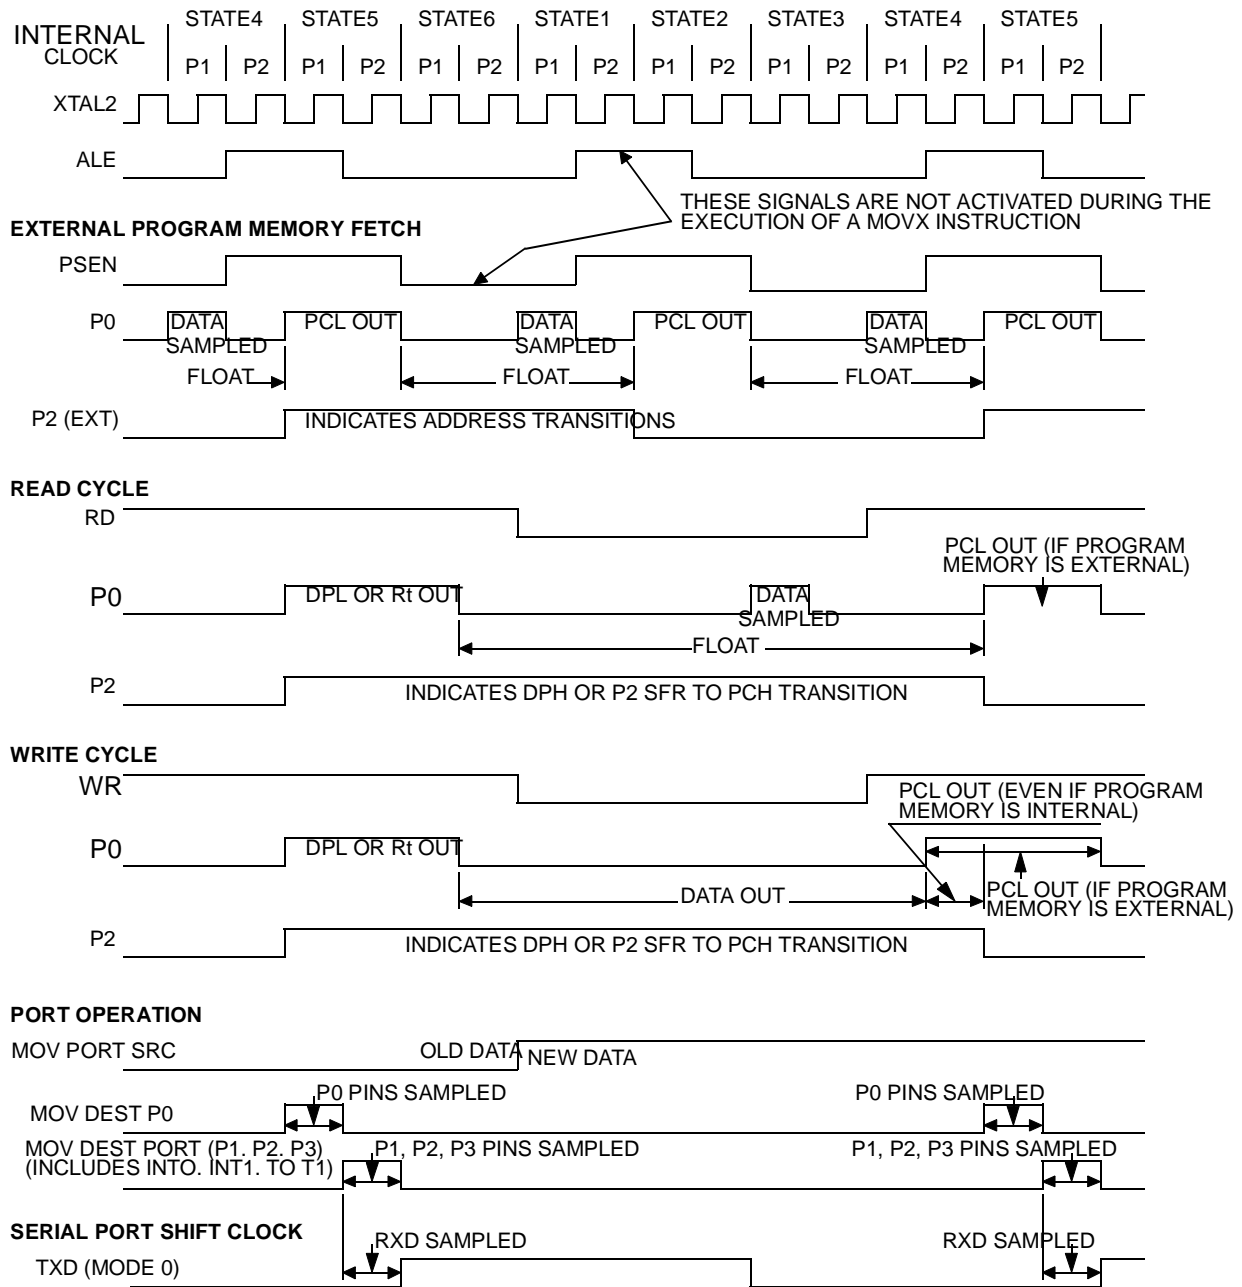 INTERNAL CLOCK
STATE4 STATE5 STATE6 STATE1 STATE2 STATE3 STATE4 STATE5
P1 P2 P1 P2 P1 P2 P1 P2 P1 P2 P1 P2 P1 P2 P1 P2
XTAL2
ALE
THESE SIGNALS ARE NOT ACTIVATED DURING THE
EXECUTION OF A MOVX INSTRUCTION
EXTERNAL PROGRAM MEMORY FETCH
PSEN
P0 DATA SAMPLED PCL OUT DATA SAMPLED PCL OUT DATA SAMPLED PCL OUT
FLOAT FLOAT FLOAT
P2 (EXT) INDICATES ADDRESS TRANSITIONS
READ CYCLE
RD
PCL OUT (IF PROGRAM
MEMORY IS EXTERNAL)
P0 DPL OR Rt OUT DATA SAMPLED
FLOAT
P2 INDICATES DPH OR P2 SFR TO PCH TRANSITION
WRITE CYCLE
WR
PCL OUT (EVEN IF PROGRAM
MEMORY IS INTERNAL)
P0 DPL OR Rt OUT
DATA OUT
PCL OUT (IF PROGRAM
MEMORY IS EXTERNAL)
P2 INDICATES DPH OR P2 SFR TO PCH TRANSITION
PORT OPERATION
MOV PORT SRC OLD DATA NEW DATA
P0 PINS SAMPLED P0 PINS SAMPLED
MOV DEST P0
MOV DEST PORT (P1. P2. P3) P1, P2, P3 PINS SAMPLED P1, P2, P3 PINS SAMPLED
(INCLUDES INTO. INT1. TO T1)
SERIAL PORT SHIFT CLOCK
RXD SAMPLED RXD SAMPLED
TXD (MODE 0)